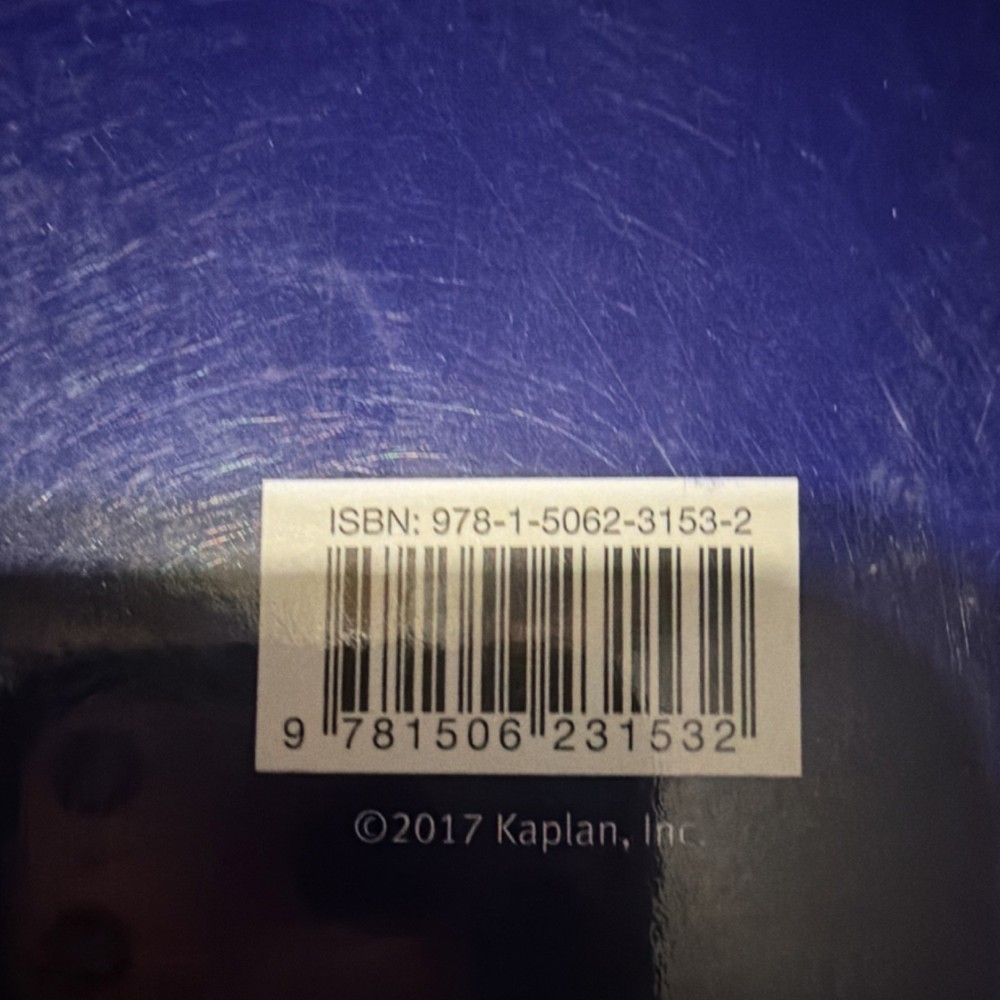 ISBN: 978-1-5062-3153-2
9 781506 231532
©2017 Kaplan, Inc.